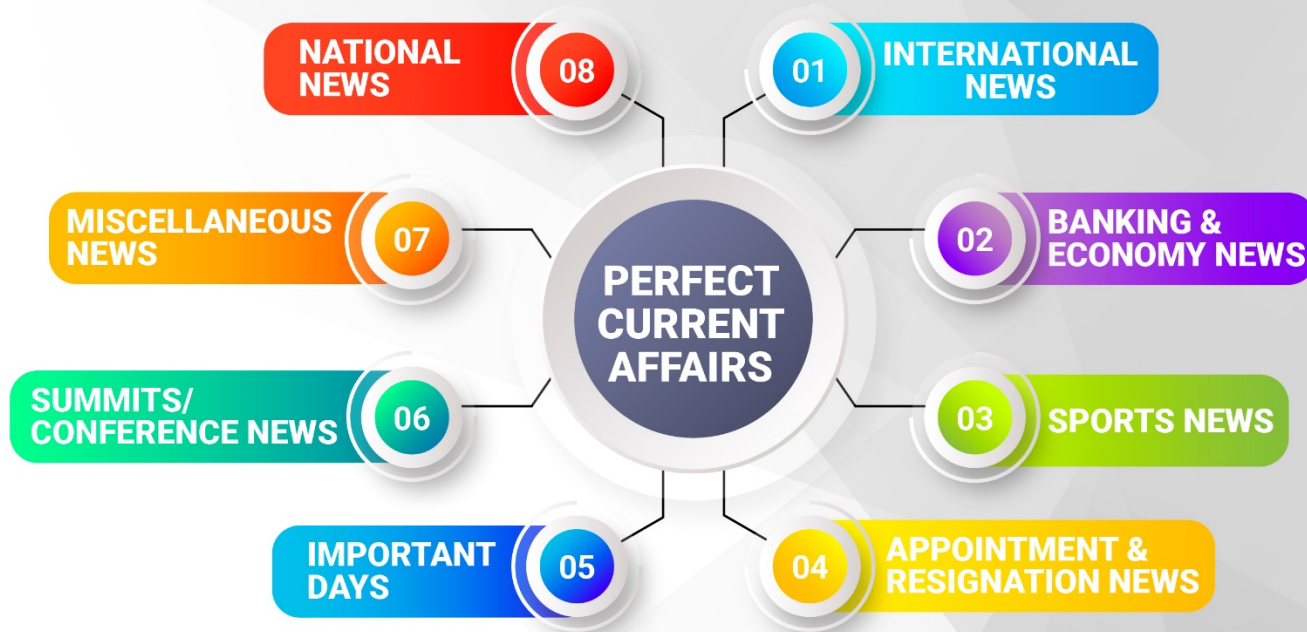 PERFECT
CURRENT
AFFAIRS
01
INTERNATIONAL
NEWS
02
BANKING &
ECONOMY NEWS
03
SPORTS NEWS
04
APPOINTMENT &
RESIGNATION NEWS
05
IMPORTANT
DAYS
06
SUMMITS/
CONFERENCE NEWS
07
MISCELLANEOUS
NEWS
08
NATIONAL
NEWS